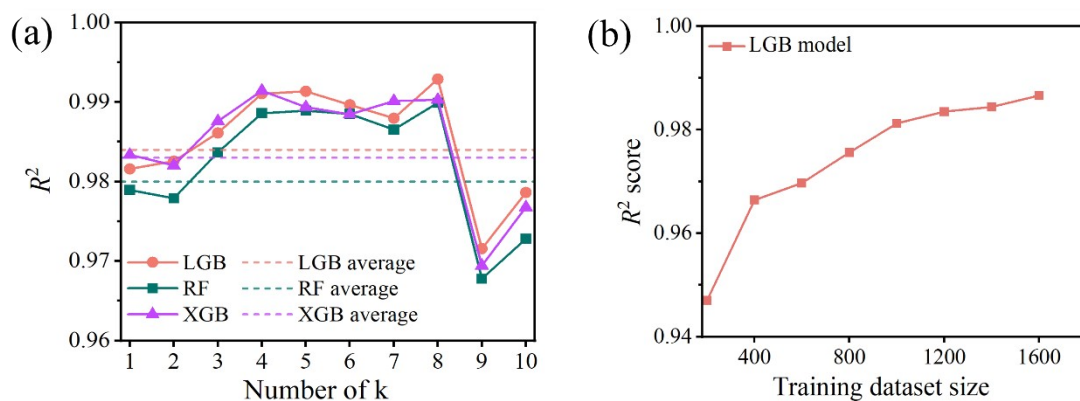 (a)
1.00
0.99
0.98
0.97
0.96
R²
LGB
RF
XGB
LGB average
RF average
XGB average
1 2 3 4 5 6 7 8 9 10
Number of k
(b)
1.00
0.98
0.96
0.94
R² score
LGB model
400 800 1200 1600
Training dataset size